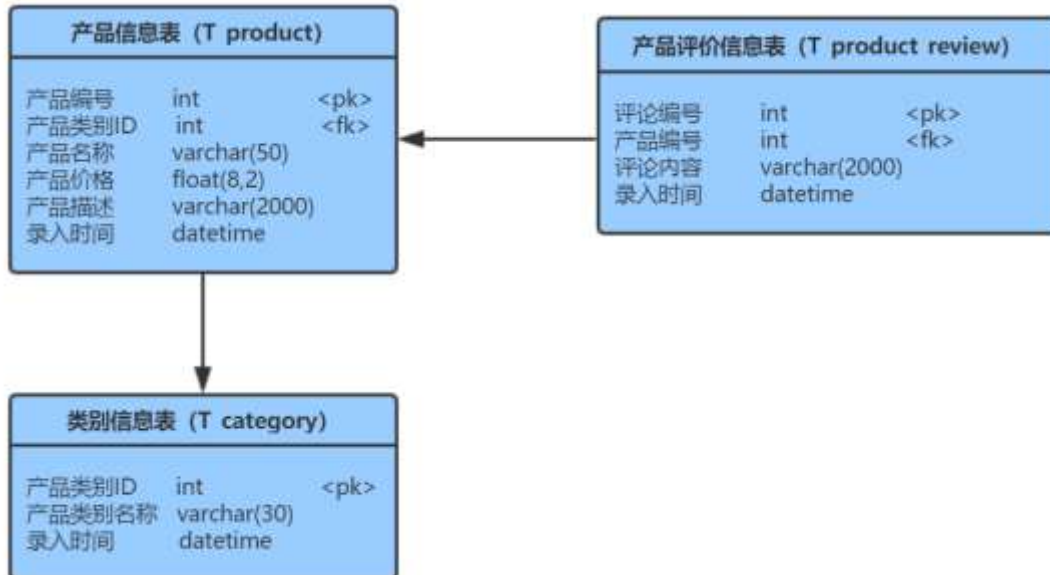 产品信息表（T product）
产品编号 int <pk>
产品类别ID int <fk>
产品名称 varchar(50)
产品价格 float(8,2)
产品描述 varchar(2000)
录入时间 datetime
产品评价信息表（T product review）
评论编号 int <pk>
产品编号 int <fk>
评论内容 varchar(2000)
录入时间 datetime
类别信息表（T category）
产品类别ID int <pk>
产品类别名称 varchar(30)
录入时间 datetime